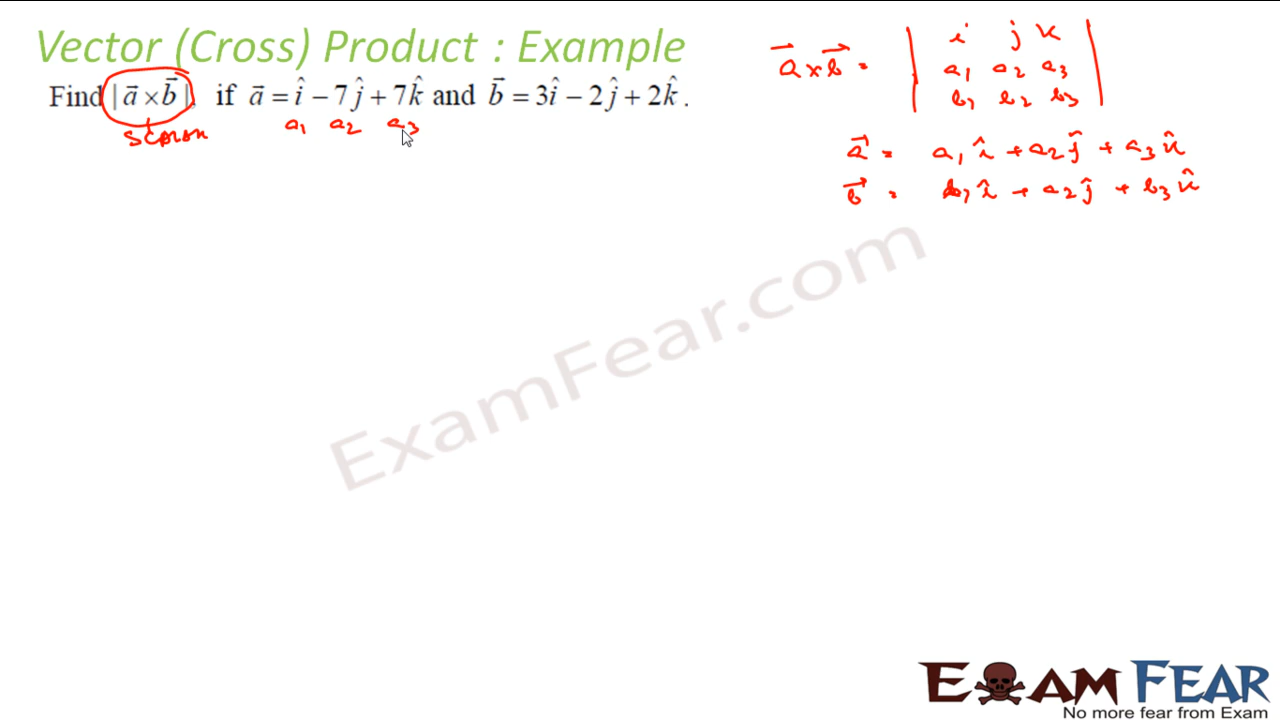 Vector (Cross) Product : Example
Find |a⃗ × b⃗|, if a⃗ = î − 7ĵ + 7k̂ and b⃗ = 3î − 2ĵ + 2k̂ .
a₁ a₂ a₃
a⃗ × b⃗ =
i j k
a₁ a₂ a₃
b₁ b₂ b₃
a⃗ = a₁ î + a₂ ĵ + a₃ k̂
b⃗ = b₁ î + a₂ ĵ + b₃ k̂
ExamFear.com
EXAM FEAR
No more fear from Exam